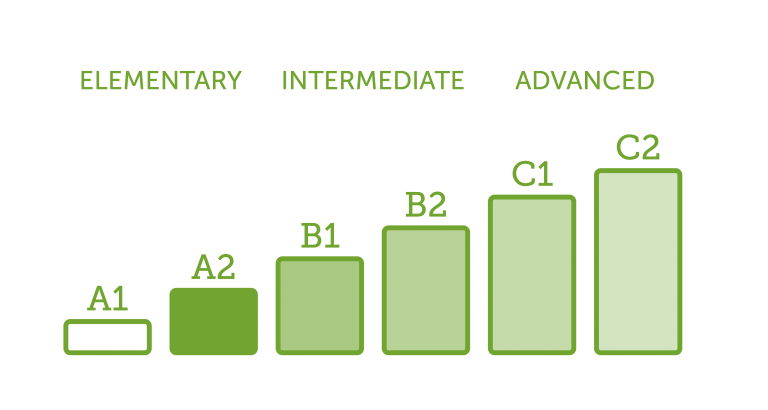 ELEMENTARY INTERMEDIATE ADVANCED
A1 A2 B1 B2 C1 C2